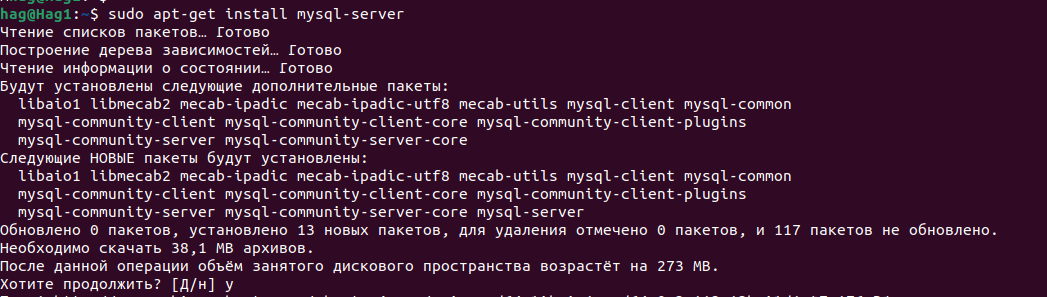 hag@Hag1:~$ sudo apt-get install mysql-server
Чтение списков пакетов… Готово
Построение дерева зависимостей… Готово
Чтение информации о состоянии… Готово
Будут установлены следующие дополнительные пакеты:
libaio1 libmecab2 mecab-ipadic mecab-ipadic-utf8 mecab-utils mysql-client mysql-common
mysql-community-client mysql-community-client-core mysql-community-client-plugins
mysql-community-server mysql-community-server-core
Следующие НОВЫЕ пакеты будут установлены:
libaio1 libmecab2 mecab-ipadic mecab-ipadic-utf8 mecab-utils mysql-client mysql-common
mysql-community-client mysql-community-client-core mysql-community-client-plugins
mysql-community-server mysql-community-server-core mysql-server
Обновлено 0 пакетов, установлено 13 новых пакетов, для удаления отмечено 0 пакетов, и 117 пакетов не обновлено.
Необходимо скачать 38,1 MB архивов.
После данной операции объём занятого дискового пространства возрастёт на 273 MB.
Хотите продолжить? [Д/н] y